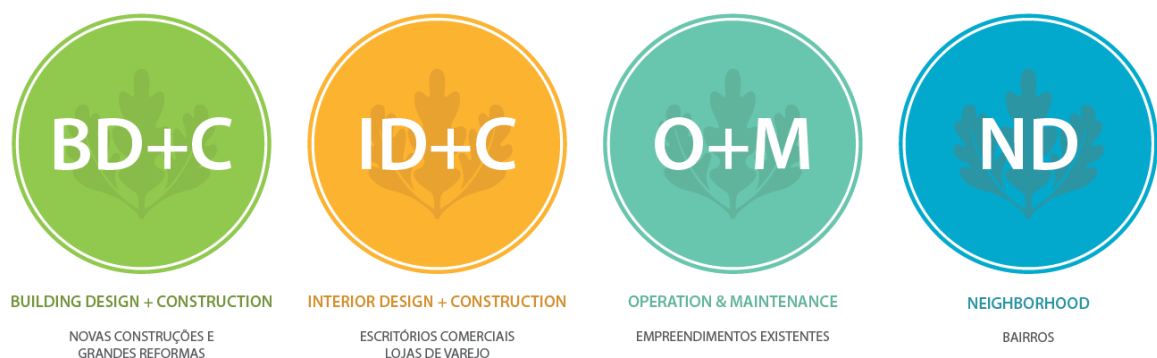 BD+C
ID+C
O+M
ND
BUILDING DESIGN + CONSTRUCTION
INTERIOR DESIGN + CONSTRUCTION
OPERATION & MAINTENANCE
NEIGHBORHOOD
NOVAS CONSTRUÇÕES E
GRANDES REFORMAS
ESCRITÓRIOS COMERCIAIS
LOJAS DE VAREJO
EMPREENDIMENTOS EXISTENTES
BAIRROS